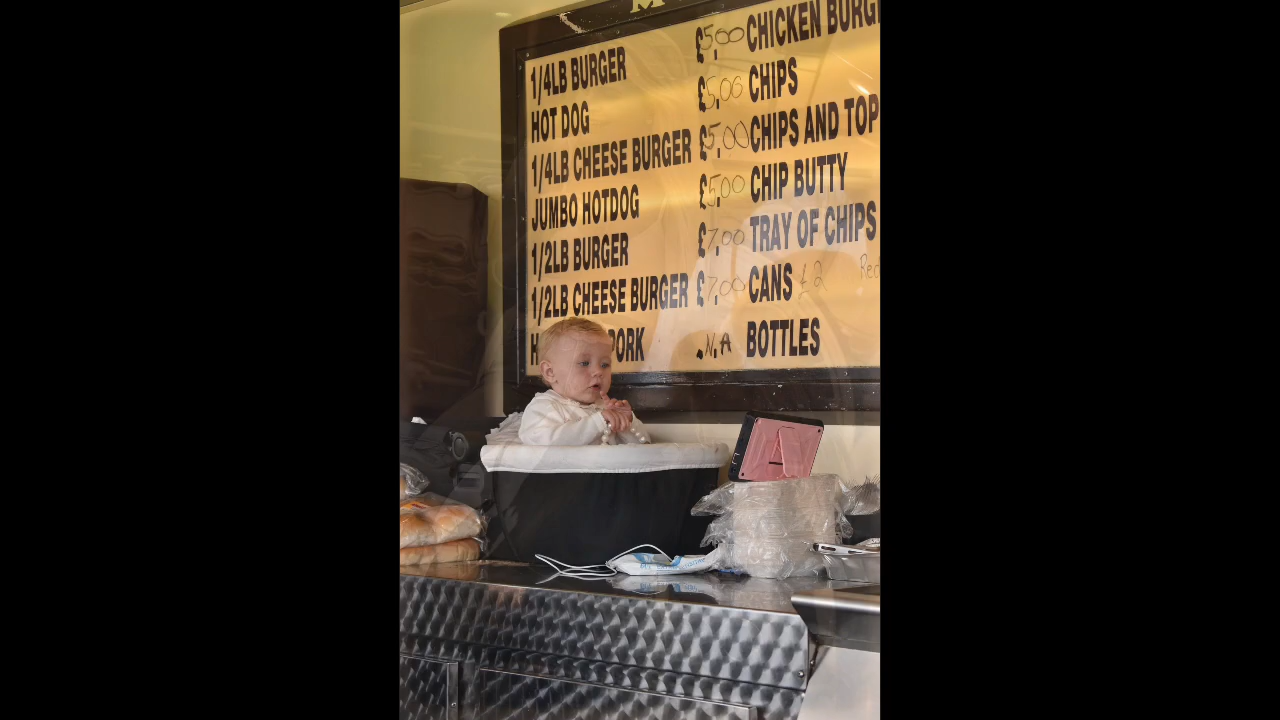 M
1/4LB BURGER £5.00
HOT DOG £5.00
1/4LB CHEESE BURGER £5.00
JUMBO HOTDOG £5.00
1/2LB BURGER £7.00
1/2LB CHEESE BURGER £7.00
H PORK .N.A
CHICKEN BURG
CHIPS
CHIPS AND TOP
CHIP BUTTY
TRAY OF CHIPS
CANS £2 Red
BOTTLES